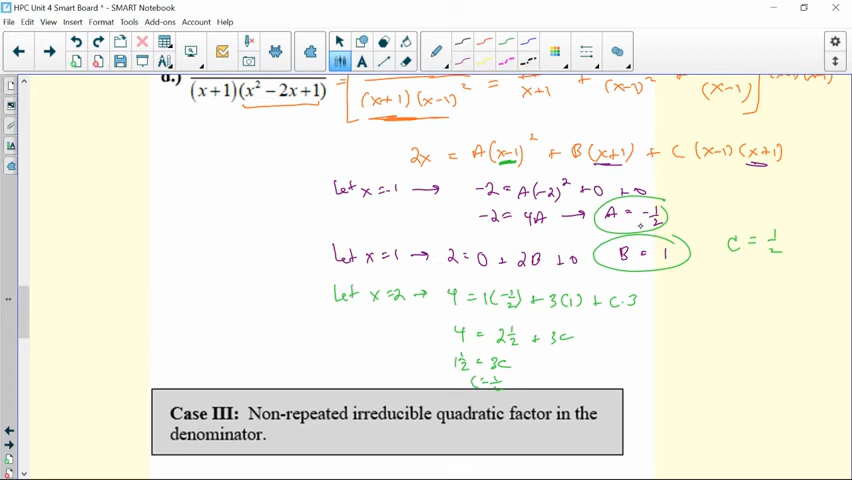 HPC Unit 4 Smart Board * - SMART Notebook
File Edit View Insert Format Tools Add-ons Account Help
d.) (x+1)(x² − 2x+1) = (x+1)(x-1)² = x+1 + (x-1)² + (x-1)
2x = A(x-1)² + B(x+1) + C(x-1)(x+1)
Let x=-1 → -2 = A(-2)² + 0 + 0
-2 = 4A → A = -1/2
Let x=1 → 2 = 0 + 2B + 0 B = 1
C = 1/2
Let x=2 → 4 = 1(-1/2) + 3(1) + C·3
4 = 2 1/2 + 3C
1 1/2 = 3C
C = 1/2
Case III: Non-repeated irreducible quadratic factor in the
denominator.